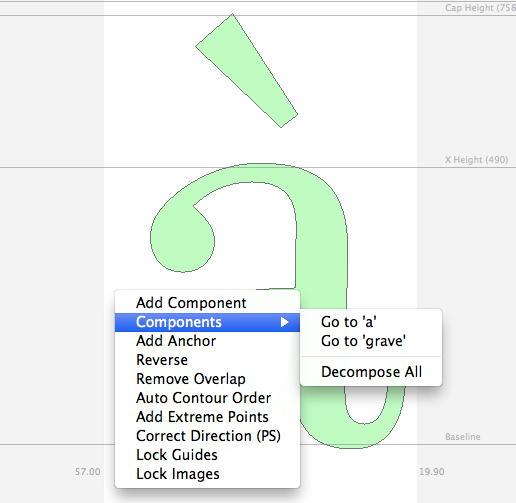 Cap Height (758
X Height (490)
Add Component
Components
Add Anchor
Reverse
Remove Overlap
Auto Contour Order
Add Extreme Points
Correct Direction (PS)
Lock Guides
Lock Images
Go to 'a'
Go to 'grave'
Decompose All
Baseline
57.00
19.90